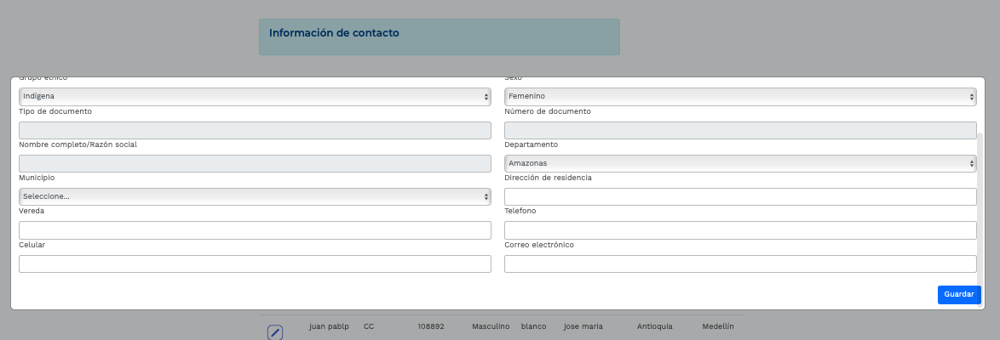 Información de contacto
Grupo étnico Sexo
Indígena Femenino
Tipo de documento Número de documento
Nombre completo/Razón social Departamento
Amazonas
Municipio Dirección de residencia
Seleccione...
Vereda Telefono
Celular Correo electrónico
Guardar
juan pablp CC 108892 Masculino blanco jose maria Antioquia Medellín